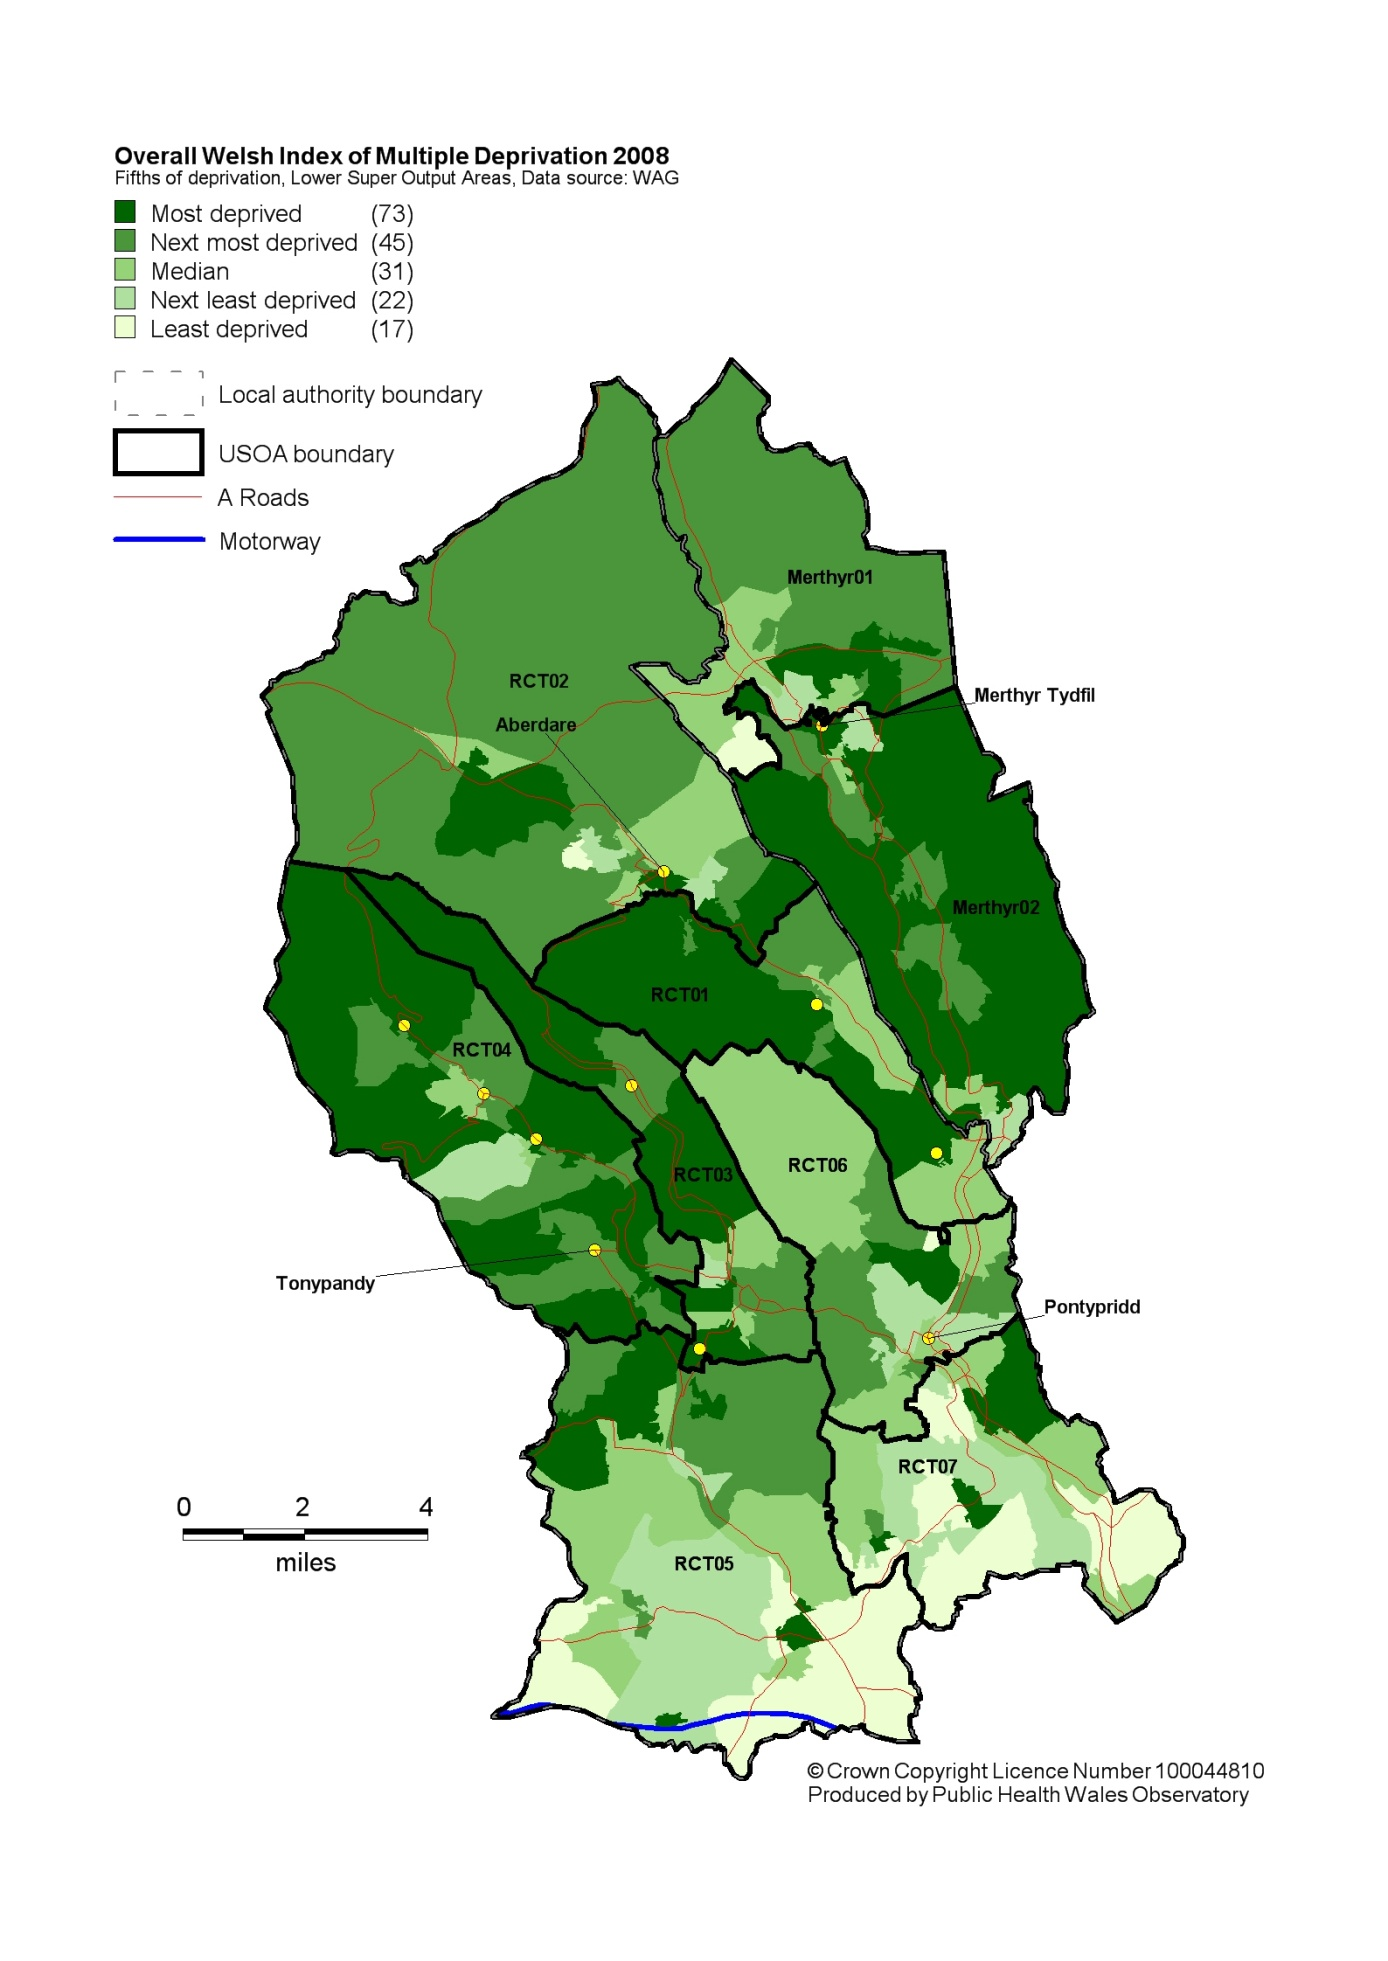 Overall Welsh Index of Multiple Deprivation 2008
Fifths of deprivation, Lower Super Output Areas, Data source: WAG
Most deprived (73)
Next most deprived (45)
Median (31)
Next least deprived (22)
Least deprived (17)
Local authority boundary
USOA boundary
A Roads
Motorway
Merthyr01
RCT02
Merthyr Tydfil
Aberdare
Merthyr02
RCT01
RCT04
RCT06
RCT03
Tonypandy
Pontypridd
RCT07
0 2 4
miles
RCT05
© Crown Copyright Licence Number 100044810
Produced by Public Health Wales Observatory